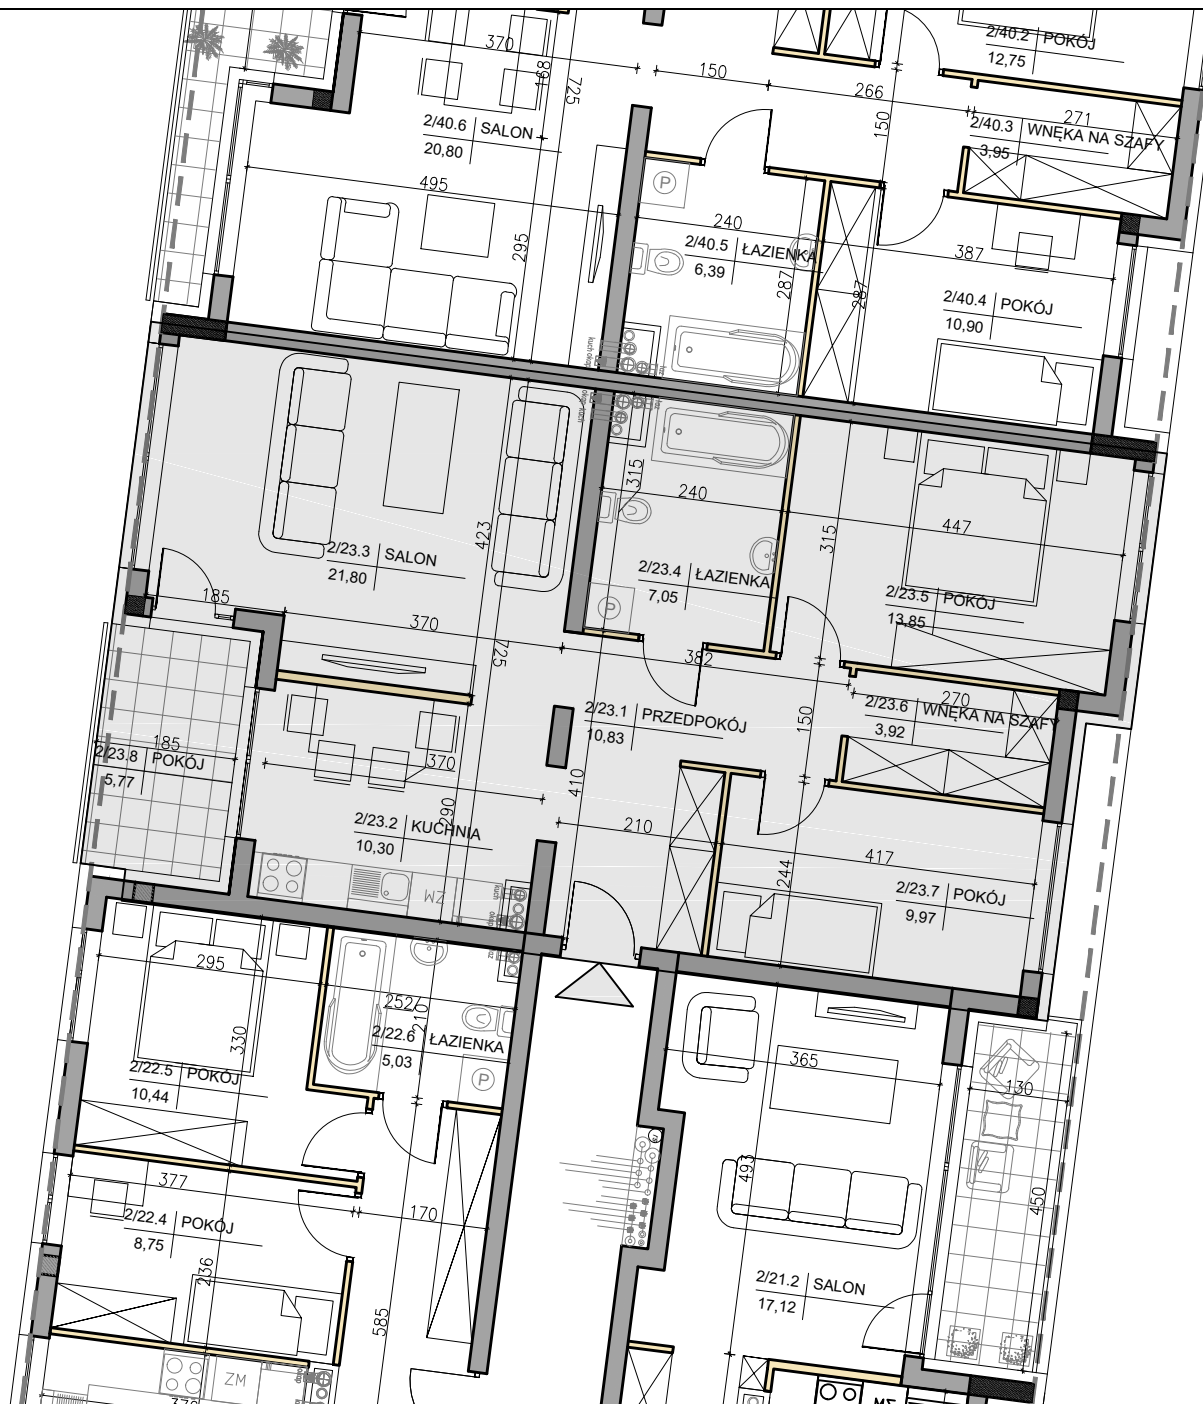 370
168
725
2/40.2 POKÓJ
12,75
150
266
150
271
2/40.6 SALON
20,80
2/40.3 WNĘKA NA SZAFY
3,95
P
495
295
240
2/40.5 ŁAZIENKA
6,39
287
287
387
2/40.4 POKÓJ
10,90
315
240
447
423
315
2/23.3 SALON
21,80
2/23.4 ŁAZIENKA
7,05
2/23.5 POKÓJ
13,85
P
185
370
725
382
270
2/23.1 PRZEDPOKÓJ
10,83
150
2/23.6 WNĘKA NA SZAFY
3,92
185
2/23.8 POKÓJ
5,77
370
410
290
2/23.2 KUCHNIA
10,30
210
417
244
2/23.7 POKÓJ
9,97
ZM
295
252
210
330
2/22.6 ŁAZIENKA
5,03
2/22.5 POKÓJ
10,44
P
365
130
377
170
493
450
2/22.4 POKÓJ
8,75
236
585
2/21.2 SALON
17,12
ZM